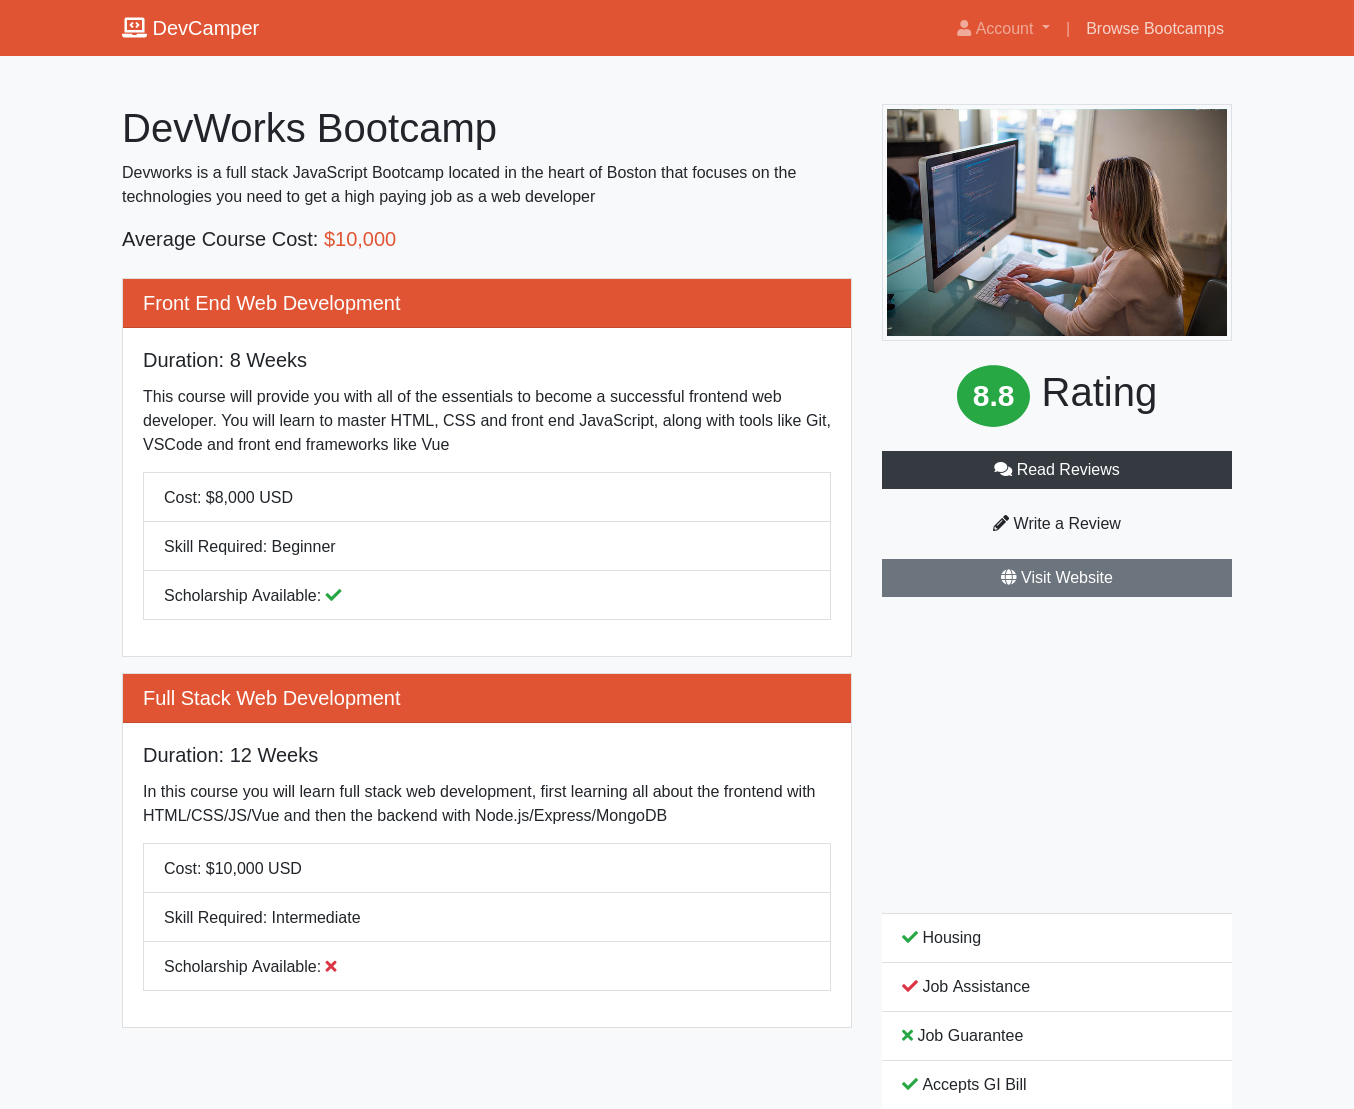 DevCamper
Account
|
Browse Bootcamps
DevWorks Bootcamp
Devworks is a full stack JavaScript Bootcamp located in the heart of Boston that focuses on the
technologies you need to get a high paying job as a web developer
Average Course Cost: $10,000
Front End Web Development
Duration: 8 Weeks
This course will provide you with all of the essentials to become a successful frontend web
developer. You will learn to master HTML, CSS and front end JavaScript, along with tools like Git,
VSCode and front end frameworks like Vue
Cost: $8,000 USD
Skill Required: Beginner
Scholarship Available:
Full Stack Web Development
Duration: 12 Weeks
In this course you will learn full stack web development, first learning all about the frontend with
HTML/CSS/JS/Vue and then the backend with Node.js/Express/MongoDB
Cost: $10,000 USD
Skill Required: Intermediate
Scholarship Available:
8.8 Rating
Read Reviews
Write a Review
Visit Website
Housing
Job Assistance
Job Guarantee
Accepts GI Bill